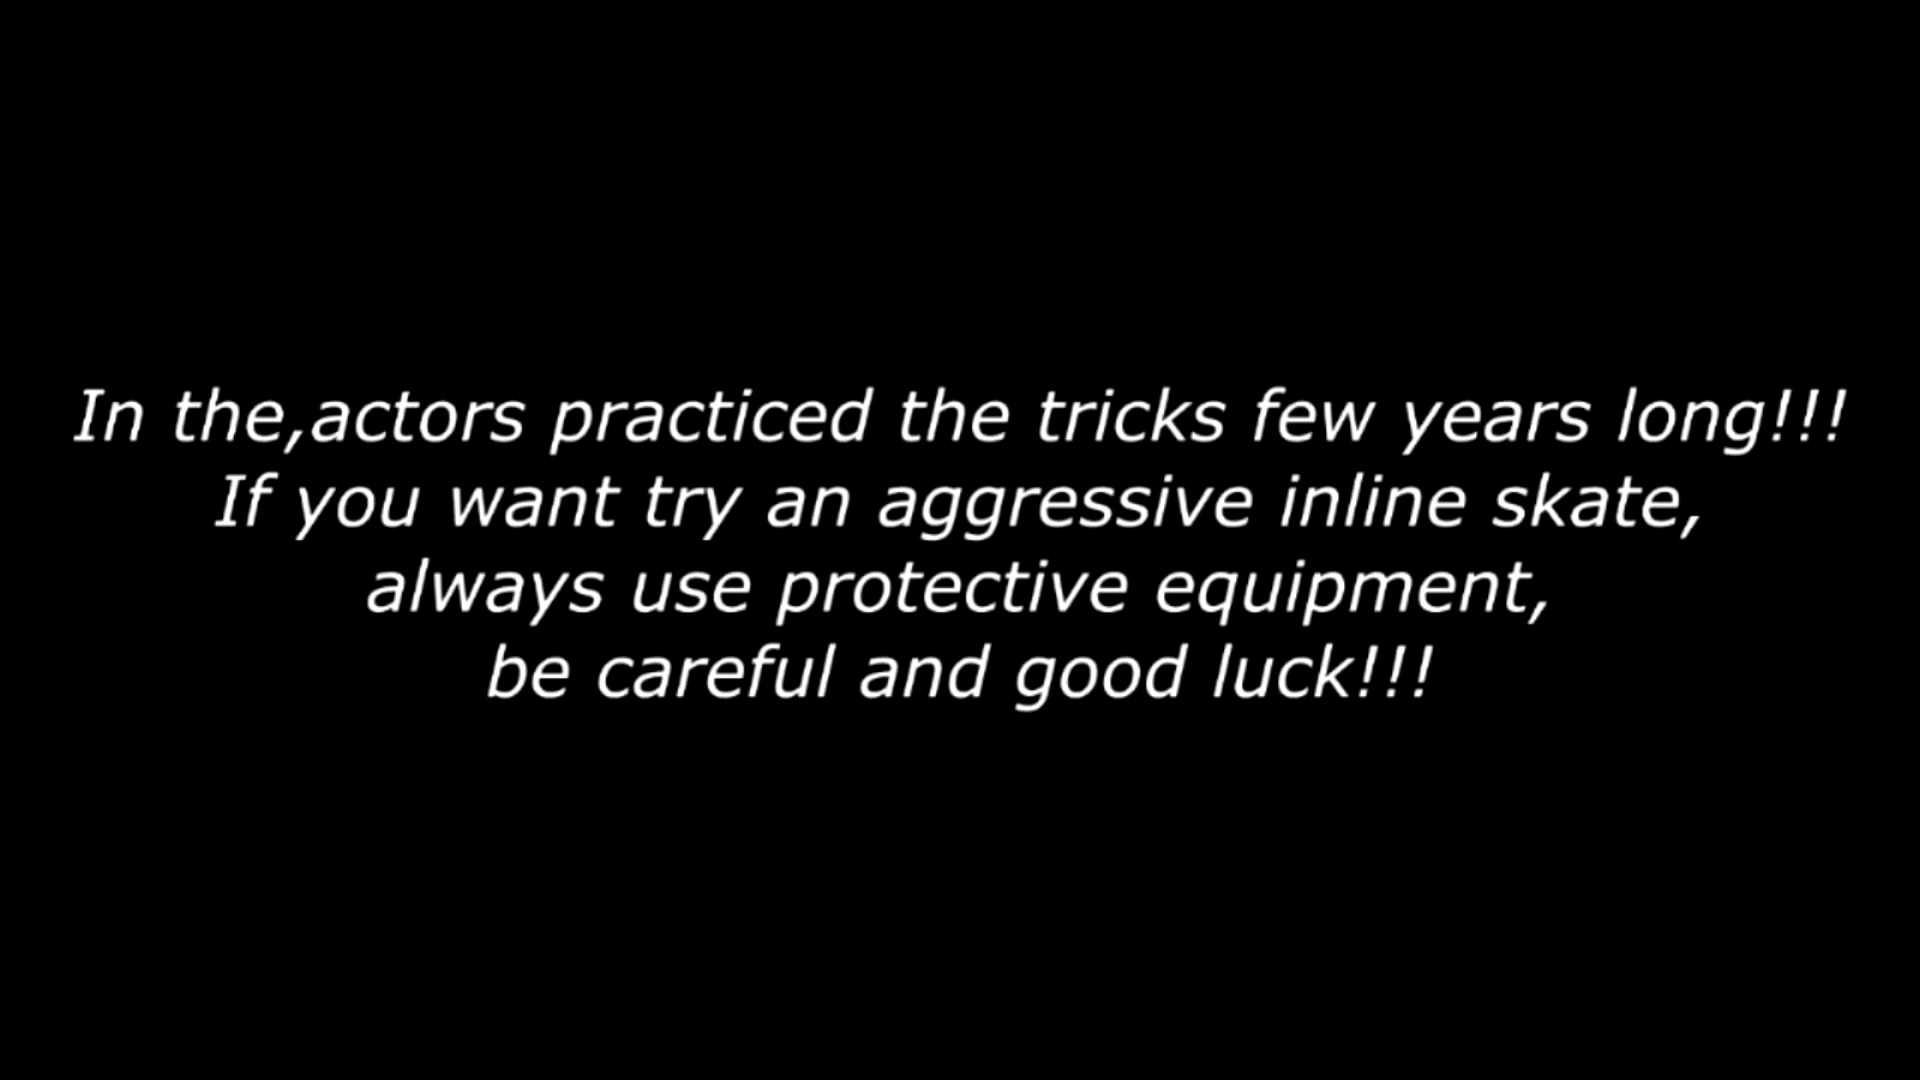 In the,actors practiced the tricks few years long!!!
If you want try an aggressive inline skate,
always use protective equipment,
be careful and good luck!!!